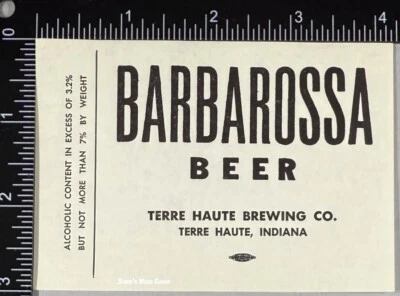 0 1 2 3 4
1
2
3
ALCOHOLIC CONTENT IN EXCESS OF 3.2%
BUT NOT MORE THAN 7% BY WEIGHT
BARBAROSSA
BEER
TERRE HAUTE BREWING CO.
TERRE HAUTE, INDIANA